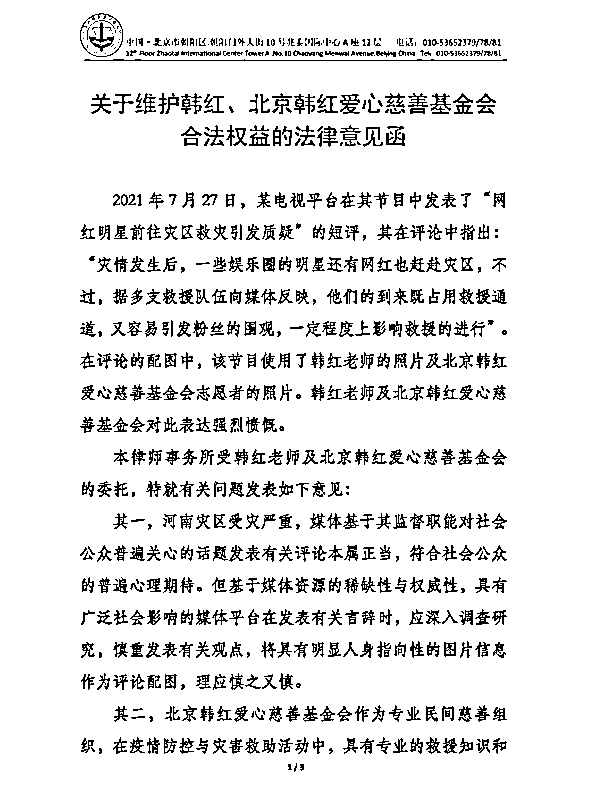 中国·北京市朝阳区朝阳门外大街10号兆泰国际中心A座12层 电话：010-53652379/78/81
12th Floor Zhaotai International Center Tower A No.10 Chaoyang Menwai Avenue,Beijing China Tel: 010-53652379/78/81
关于维护韩红、北京韩红爱心慈善基金会
合法权益的法律意见函
2021 年 7 月 27 日，某电视平台在其节目中发表了“网
红明星前往灾区救灾引发质疑”的短评，其在评论中指出：
“灾情发生后，一些娱乐圈的明星还有网红也赶赴灾区，不
过，据多支救援队伍向媒体反映，他们的到来既占用救援通
道，又容易引发粉丝的围观，一定程度上影响救援的进行”。
在评论的配图中，该节目使用了韩红老师的照片及北京韩红
爱心慈善基金会志愿者的照片。韩红老师及北京韩红爱心慈
善基金会对此表达强烈愤慨。
本律师事务所受韩红老师及北京韩红爱心慈善基金会
的委托，特就有关问题发表如下意见：
其一，河南灾区受灾严重，媒体基于其监督职能对社会
公众普遍关心的话题发表有关评论本属正当，符合社会公众
的普遍心理期待。但基于媒体资源的稀缺性与权威性，具有
广泛社会影响的媒体平台在发表有关言辞时，应深入调查研
究，慎重发表有关观点，将具有明显人身指向性的图片信息
作为评论配图，理应慎之又慎。
其二，北京韩红爱心慈善基金会作为专业民间慈善组
织，在疫情防控与灾害救助活动中，具有专业的救援知识和
1 / 3